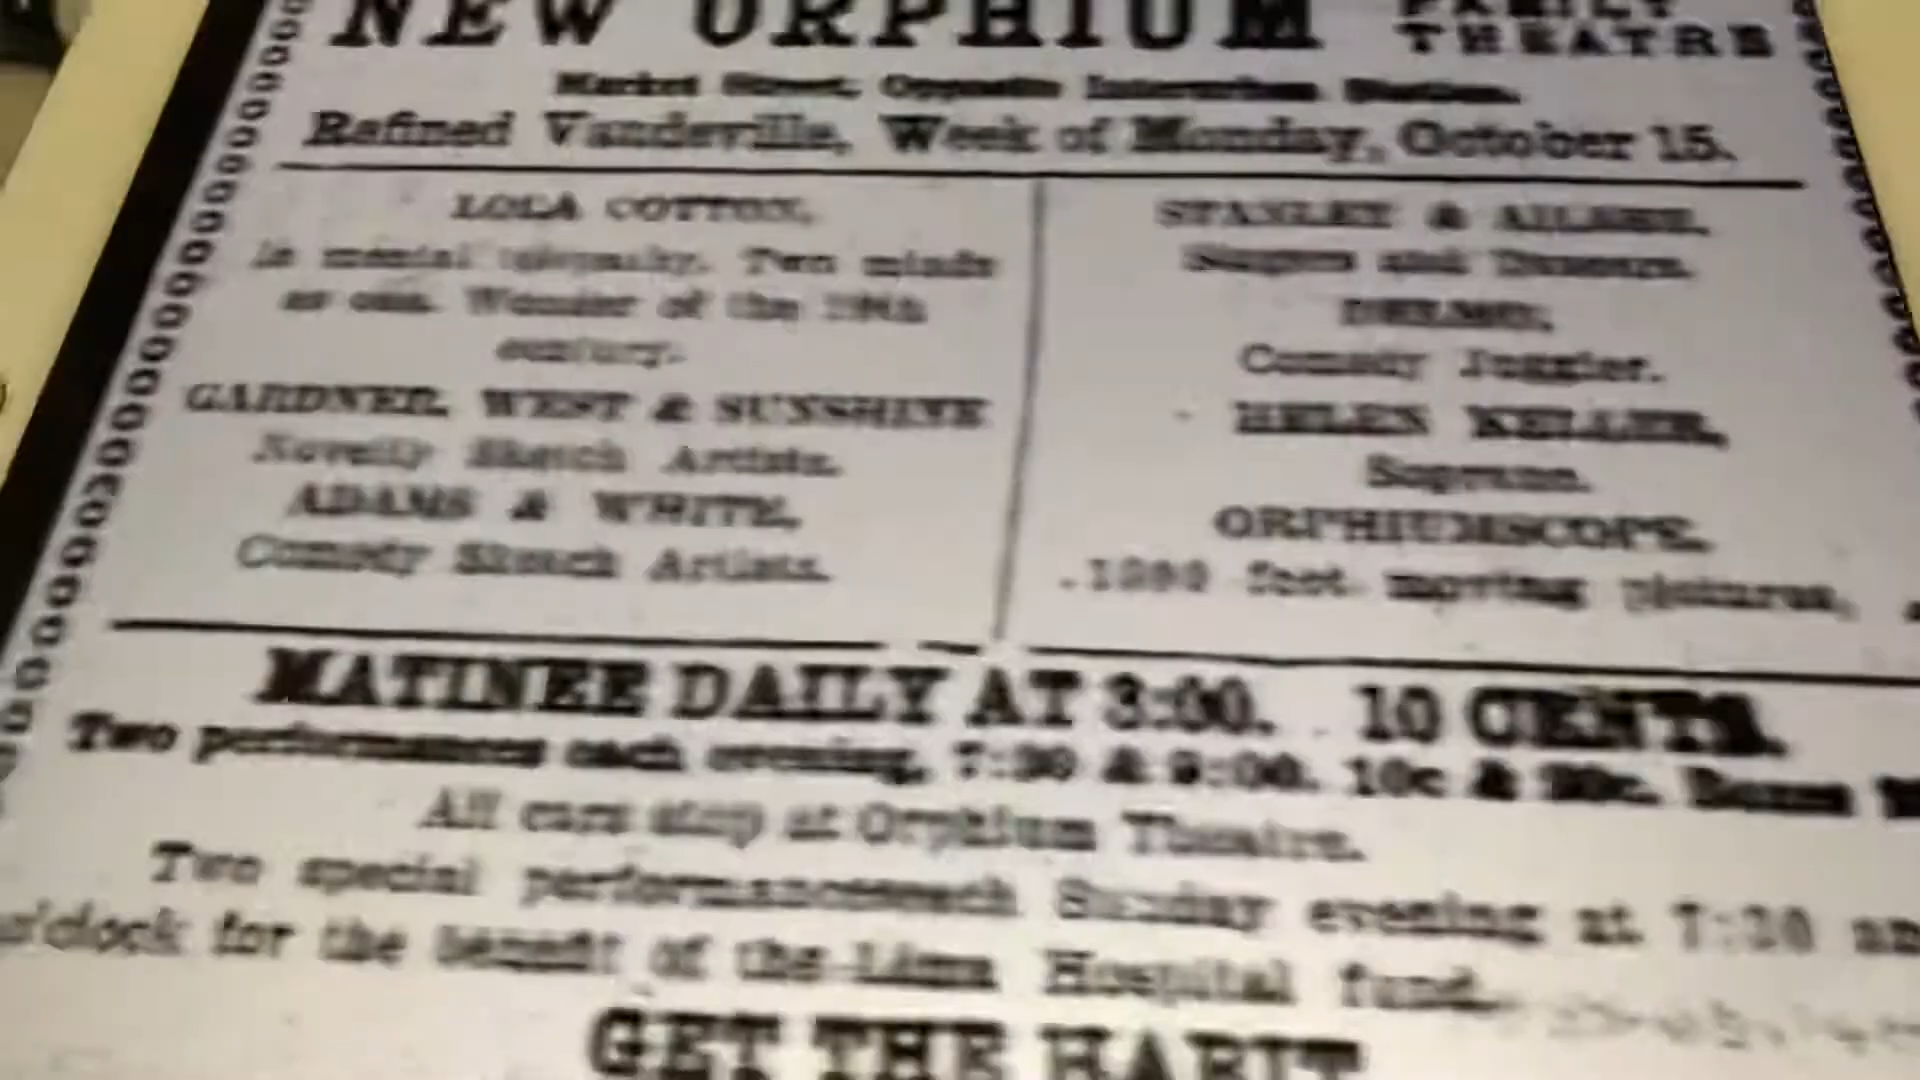 NEW ORPHIUM FAMILY THEATRE
Market Street, Opposite Interurban Station.
Refined Vaudeville, Week of Monday, October 15.
LOLA COTTON,
in mental telepathy. Two minds
as one. Wonder of the 19th
century.
GARDNER, WEST & SUNSHINE
Novelty Sketch Artists.
ADAMS & WHITE,
Comedy Sketch Artists.
STANLEY &
Singers and Dancers.
Comedy Juggler.
HELEN KELLER,
Soprano.
ORPHIUMSCOPE.
1000 feet moving pictures,
MATINEE DAILY AT 3:00. 10 CENTS.
Two performances each evening, 7:30 & 9:00. 10c & 20c. Boxes
All cars stop at Orphium Theatre.
Two special performances each Sunday evening at 7:30 an
o'clock for the benefit of the Lima Hospital fund.
GET THE HABIT